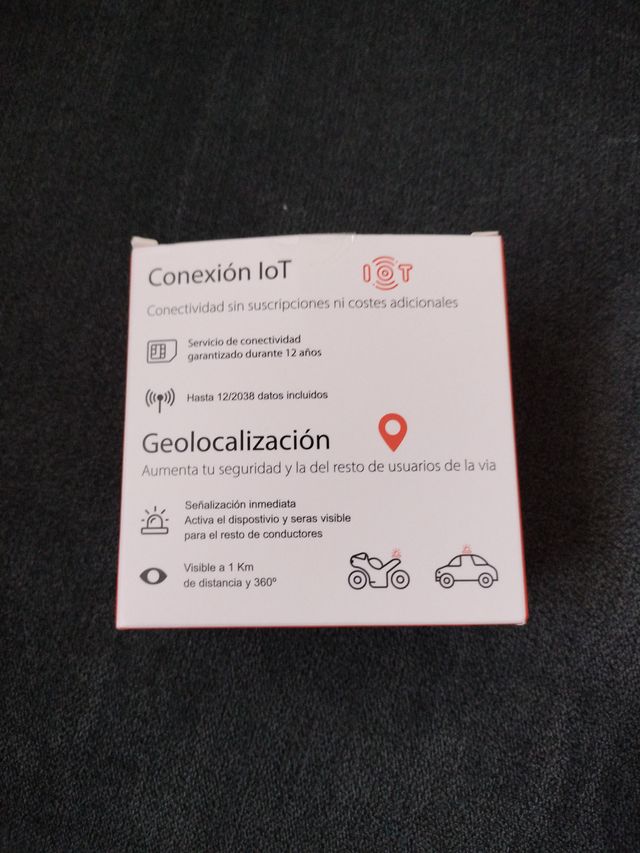 Conexión IoT
IOT
Conectividad sin suscripciones ni costes adicionales
Servicio de conectividad
garantizado durante 12 años
Hasta 12/2038 datos incluidos
Geolocalización
Aumenta tu seguridad y la del resto de usuarios de la via
Señalización inmediata
Activa el dispostivio y seras visible
para el resto de conductores
Visible a 1 Km
de distancia y 360º